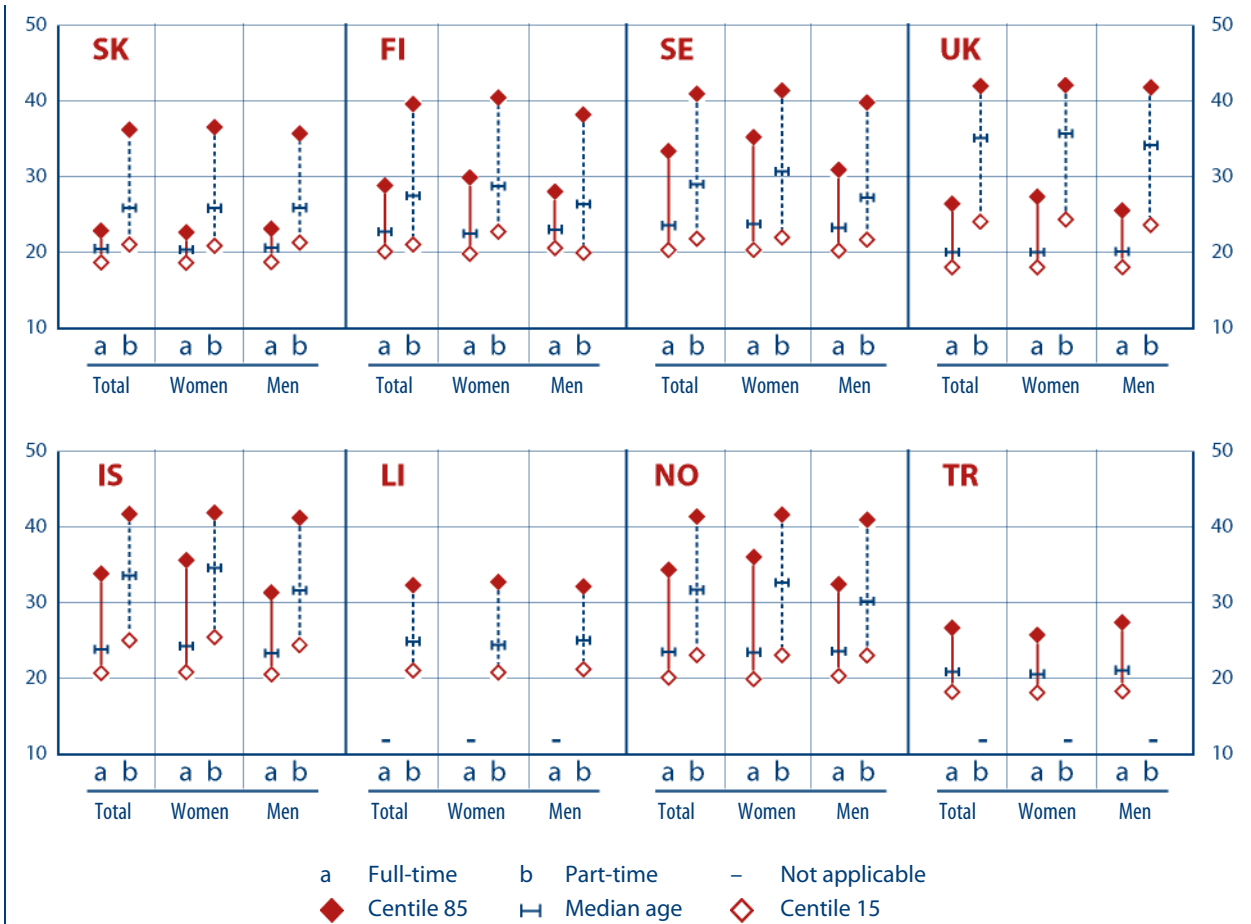 50 50
SK FI SE UK
40 40
30 30
20 20
10 10
a b a b a b a b a b a b a b a b a b a b a b a b
Total Women Men Total Women Men Total Women Men Total Women Men
50 50
IS LI NO TR
40 40
30 30
20 20
– – – – – –
10 10
a b a b a b a b a b a b a b a b a b a b a b a b
Total Women Men Total Women Men Total Women Men Total Women Men
a Full-time b Part-time – Not applicable
Centile 85 Median age Centile 15